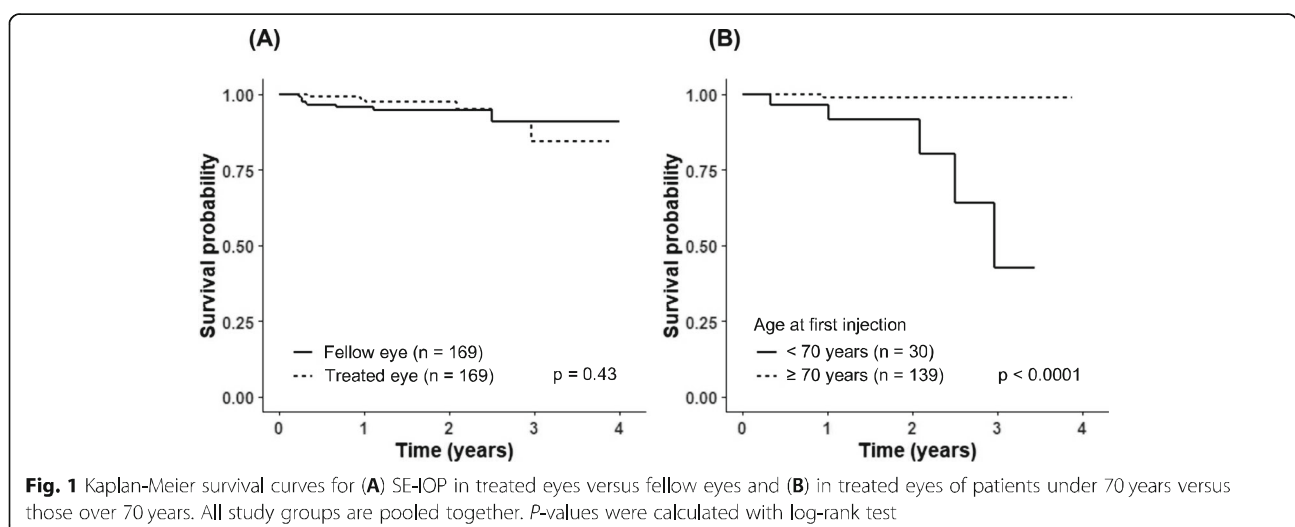 (A)
1.00
0.75
0.50
0.25
0.00
Survival probability
Fellow eye (n = 169)
Treated eye (n = 169)
p = 0.43
0 1 2 3 4
Time (years)
(B)
1.00
0.75
0.50
0.25
0.00
Survival probability
Age at first injection
< 70 years (n = 30)
≥ 70 years (n = 139)
p < 0.0001
0 1 2 3 4
Time (years)
Fig. 1 Kaplan-Meier survival curves for (A) SE-IOP in treated eyes versus fellow eyes and (B) in treated eyes of patients under 70 years versus
those over 70 years. All study groups are pooled together. P-values were calculated with log-rank test